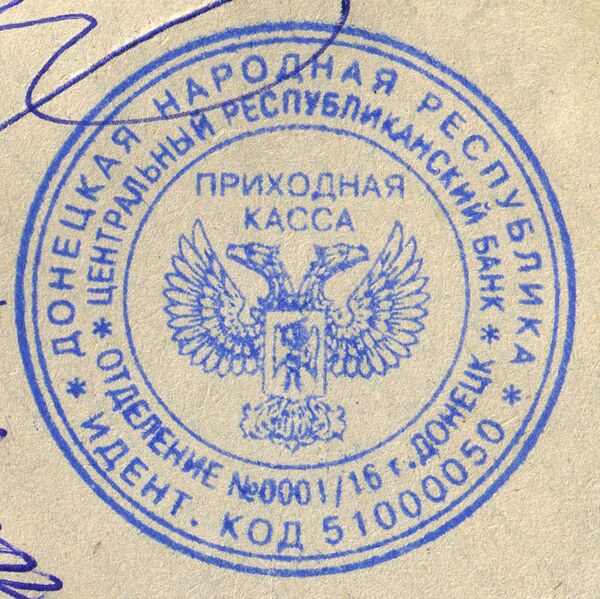 * ДОНЕЦКАЯ НАРОДНАЯ РЕСПУБЛИКА *
ИДЕНТ. КОД 51000050
* ЦЕНТРАЛЬНЫЙ РЕСПУБЛИКАНСКИЙ БАНК *
ОТДЕЛЕНИЕ №0001/16 г. ДОНЕЦК
ПРИХОДНАЯ
КАССА